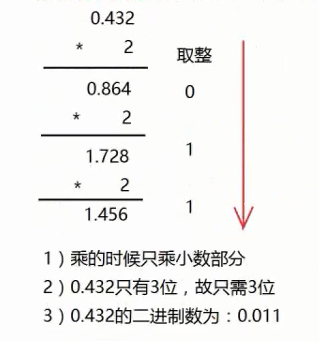 0.432
* 2
取整
0.864 0
* 2
1.728 1
* 2
1.456 1
1）乘的时候只乘小数部分
2）0.432只有3位，故只需3位
3）0.432的二进制数为：0.011